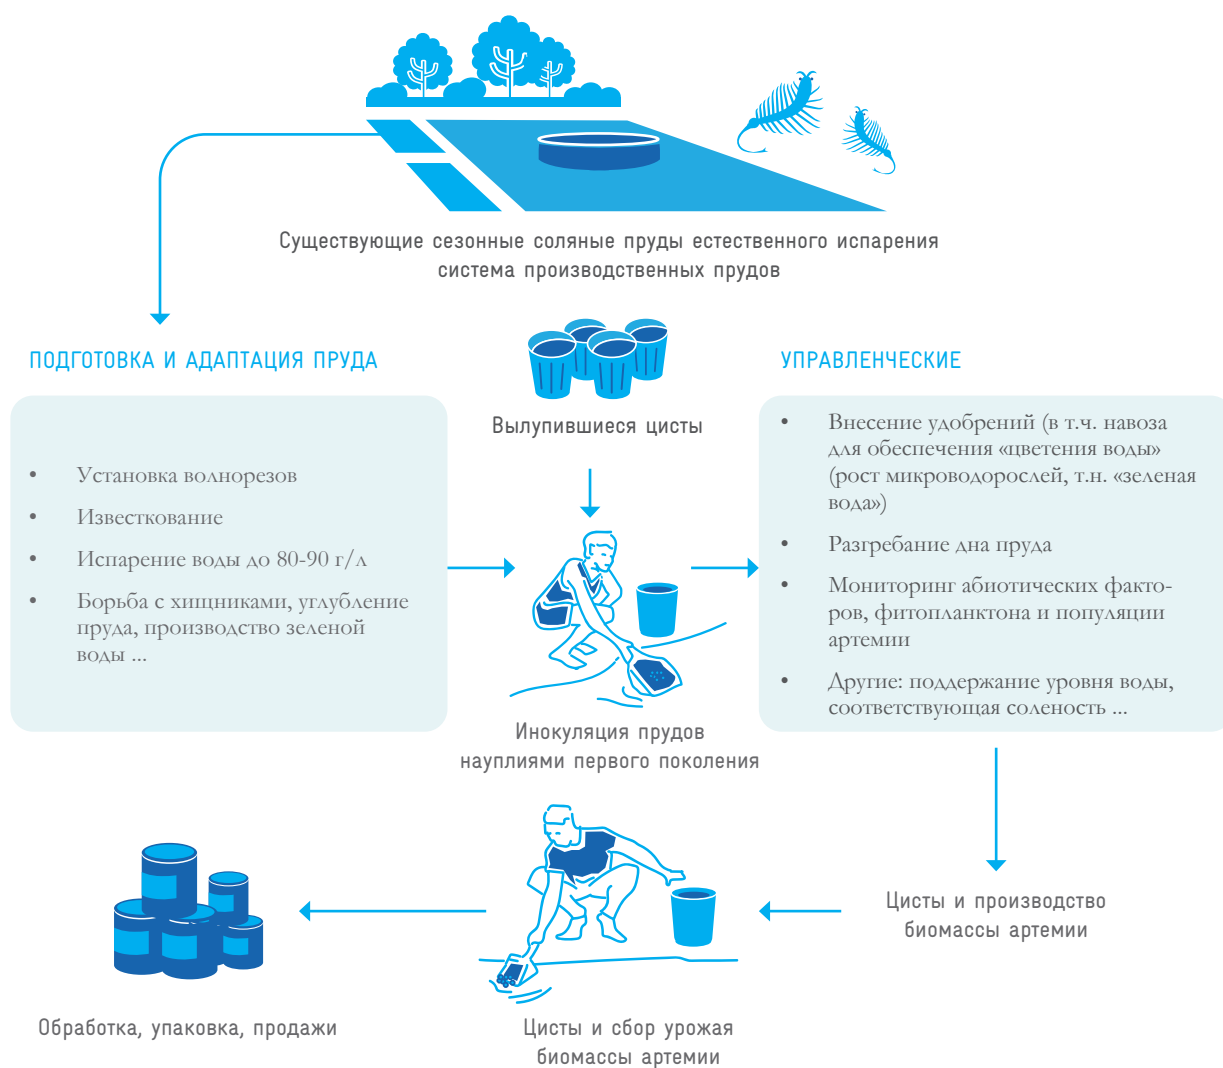 Существующие сезонные соляные пруды естественного испарения
система производственных прудов
ПОДГОТОВКА И АДАПТАЦИЯ ПРУДА
• Установка волнорезов
• Известкование
• Испарение воды до 80-90 г/л
• Борьба с хищниками, углубление
пруда, производство зеленой
воды ...
Вылупившиеся цисты
Инокуляция прудов
науплиями первого поколения
УПРАВЛЕНЧЕСКИЕ
• Внесение удобрений (в т.ч. навоза
для обеспечения «цветения воды»
(рост микроводорослей, т.н. «зеленая
вода»)
• Разгребание дна пруда
• Мониторинг абиотических факто-
ров, фитопланктона и популяции
артемии
• Другие: поддержание уровня воды,
соответствующая соленость ...
Цисты и производство
биомассы артемии
Цисты и сбор урожая
биомассы артемии
Обработка, упаковка, продажи